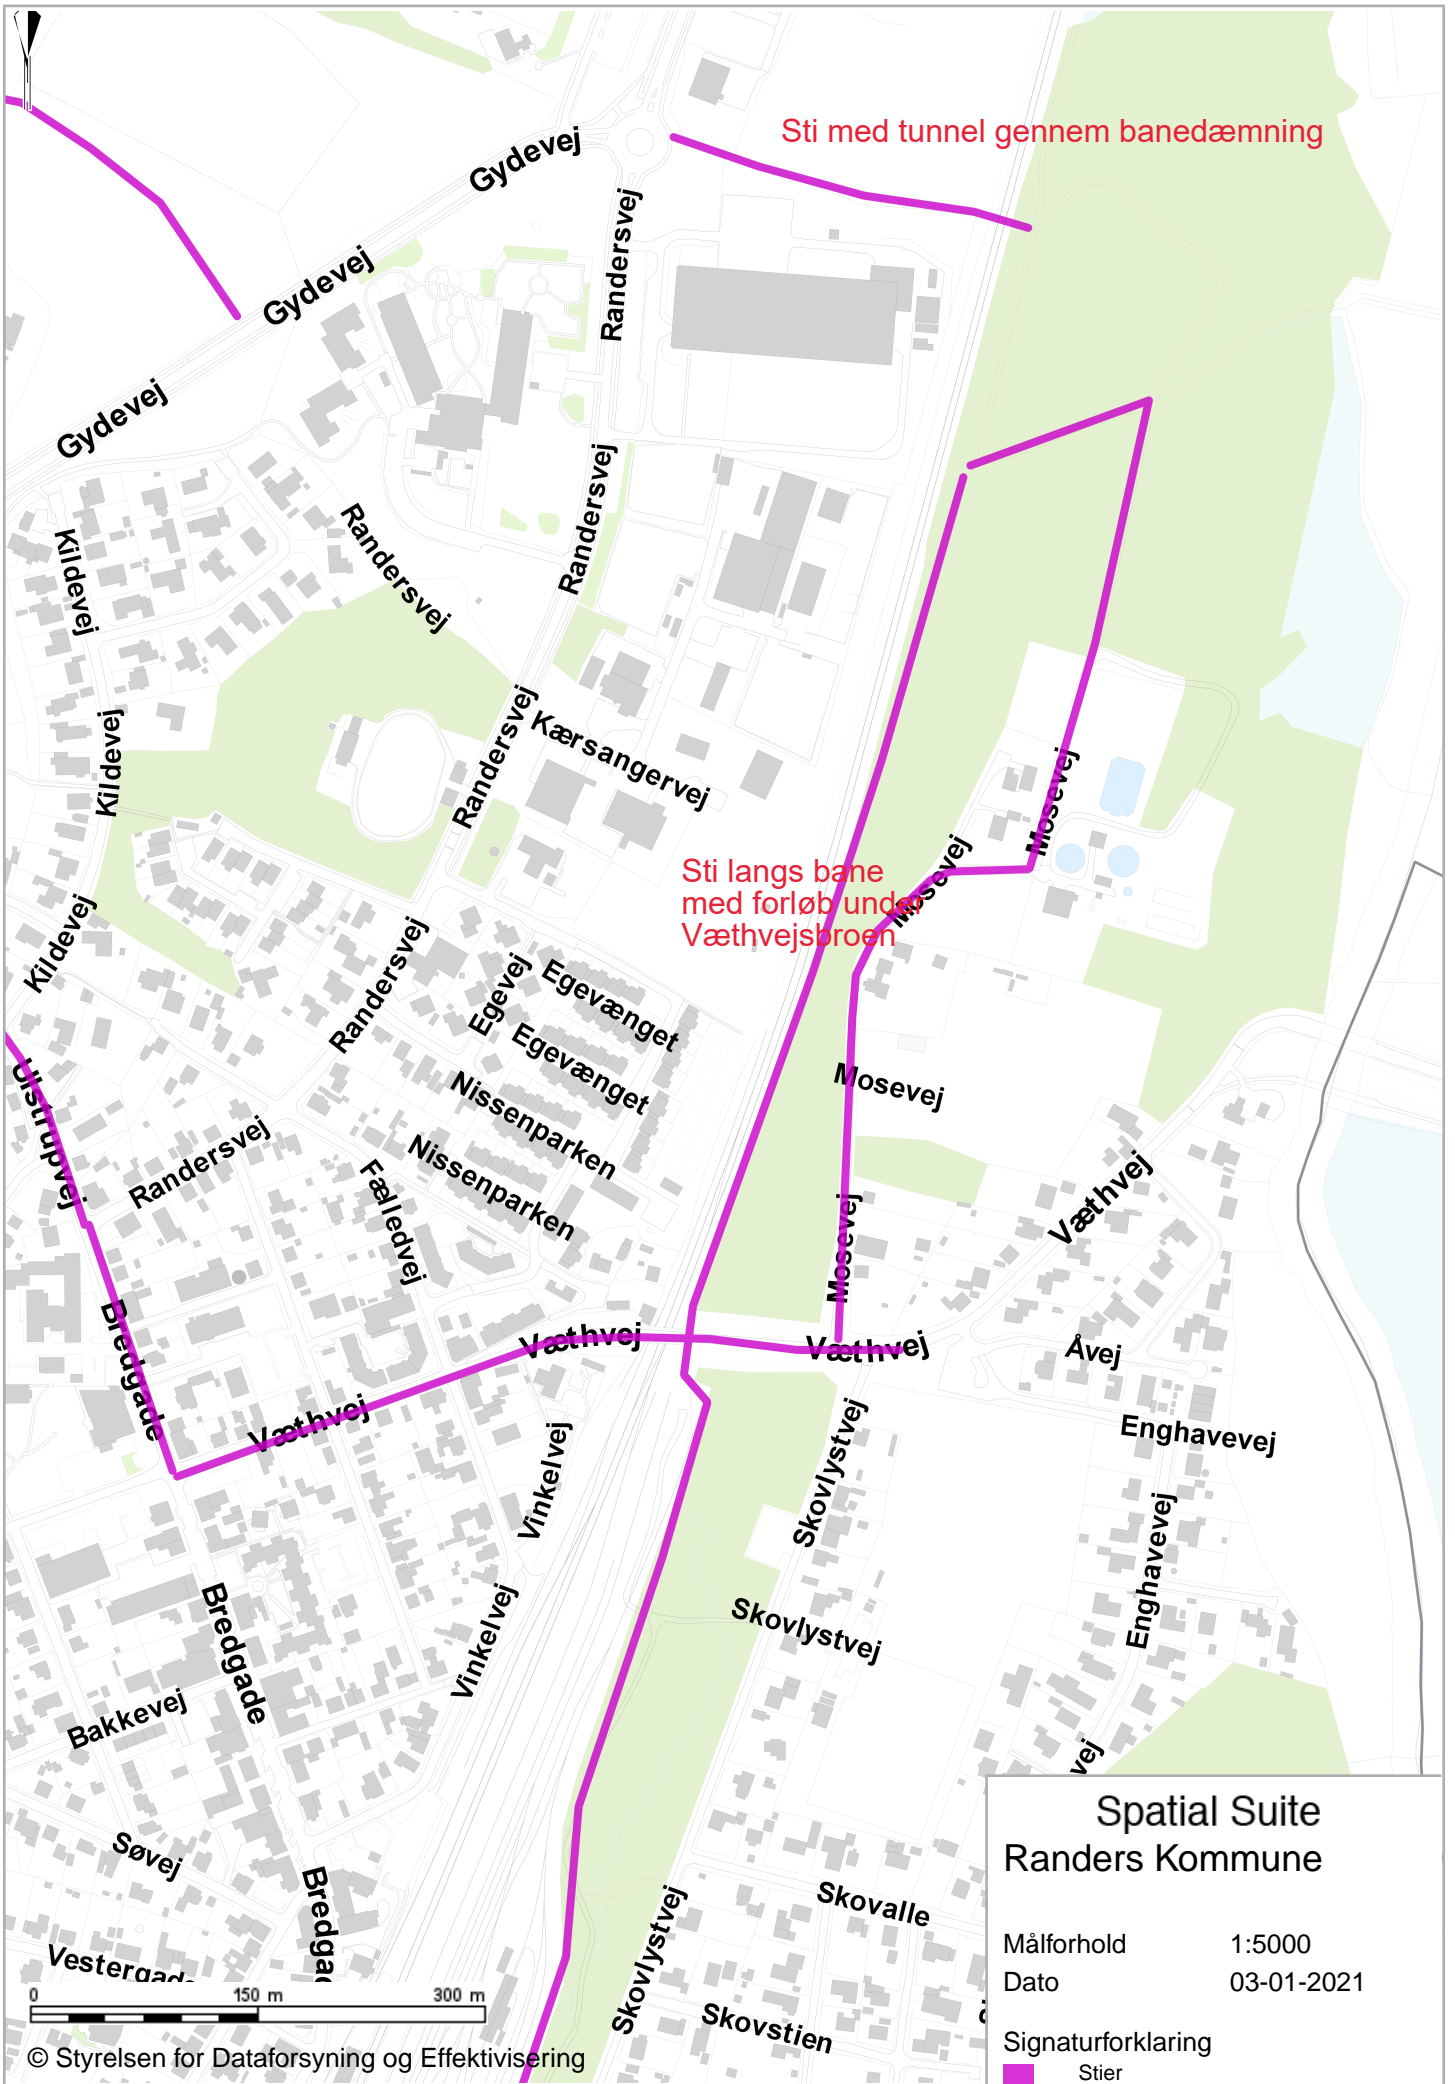 Sti med tunnel gennem banedæmning
Gydevej
Randersvej
Gydevej
Gydevej
Randersvej
Randersvej
Kildevej
Randersvej
Kærsangervej
Kildevej
Mosevej
Sti langs bane
med forløb under
Væthvejsbroen
Mosevej
Kildevej
Randersvej
Egevej
Egevænget
Egevænget
Ulstrupvej
Nissenparken
Mosevej
Randersvej
Nissenparken
Fælledvej
Væthvej
Mosevej
Bredgade
Væthvej
Væthvej
Åvej
Væthvej
Enghavevej
Vinkelvej
Skovlystvej
Enghavevej
Bredgade
Vinkelvej
Skovlystvej
Bakkevej
vej
Søvej
Bredgad
Skovalle
Skovlystvej
Vestergade
Skovstien
0 150 m 300 m
© Styrelsen for Dataforsyning og Effektivisering
Spatial Suite
Randers Kommune
Målforhold 1:5000
Dato 03-01-2021
Signaturforklaring
Stier